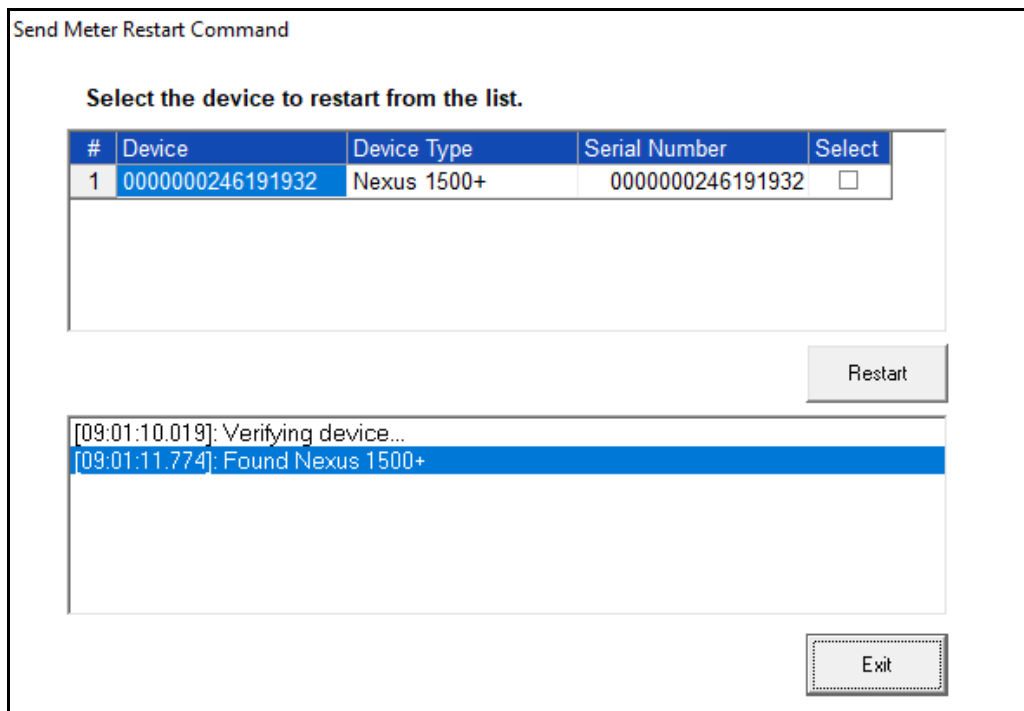 Send Meter Restart Command
Select the device to restart from the list.
# Device Device Type Serial Number Select
1 0000000246191932 Nexus 1500+ 0000000246191932
Restart
[09:01:10.019]: Verifying device...
[09:01:11.774]: Found Nexus 1500+
Exit